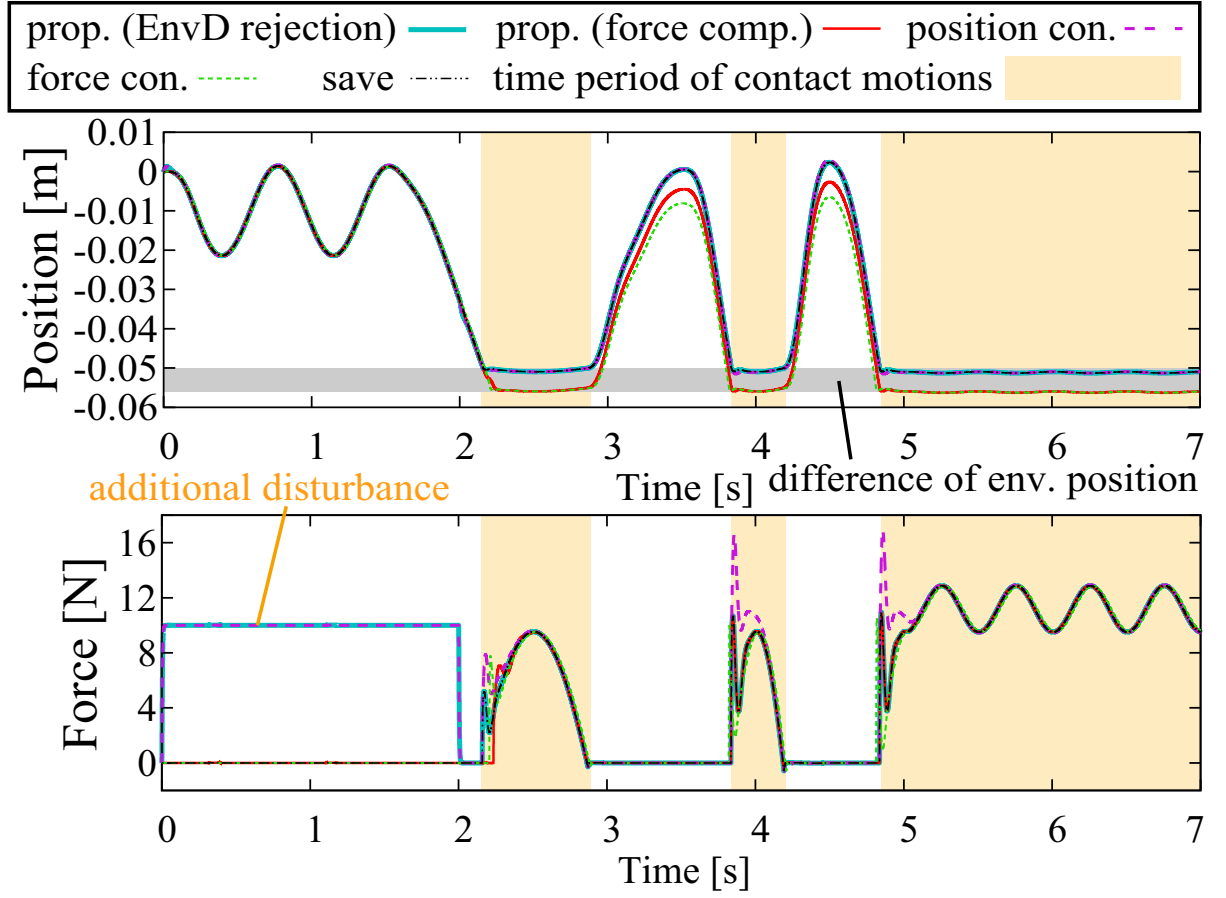 prop. (EnvD rejection) prop. (force comp.) position con.
force con. save time period of contact motions
0.01
0
-0.01
-0.02
-0.03
-0.04
-0.05
-0.06
Position [m]
0 1 2 3 4 5 6 7
Time [s]
difference of env. position
additional disturbance
16
12
8
4
0
Force [N]
0 1 2 3 4 5 6 7
Time [s]